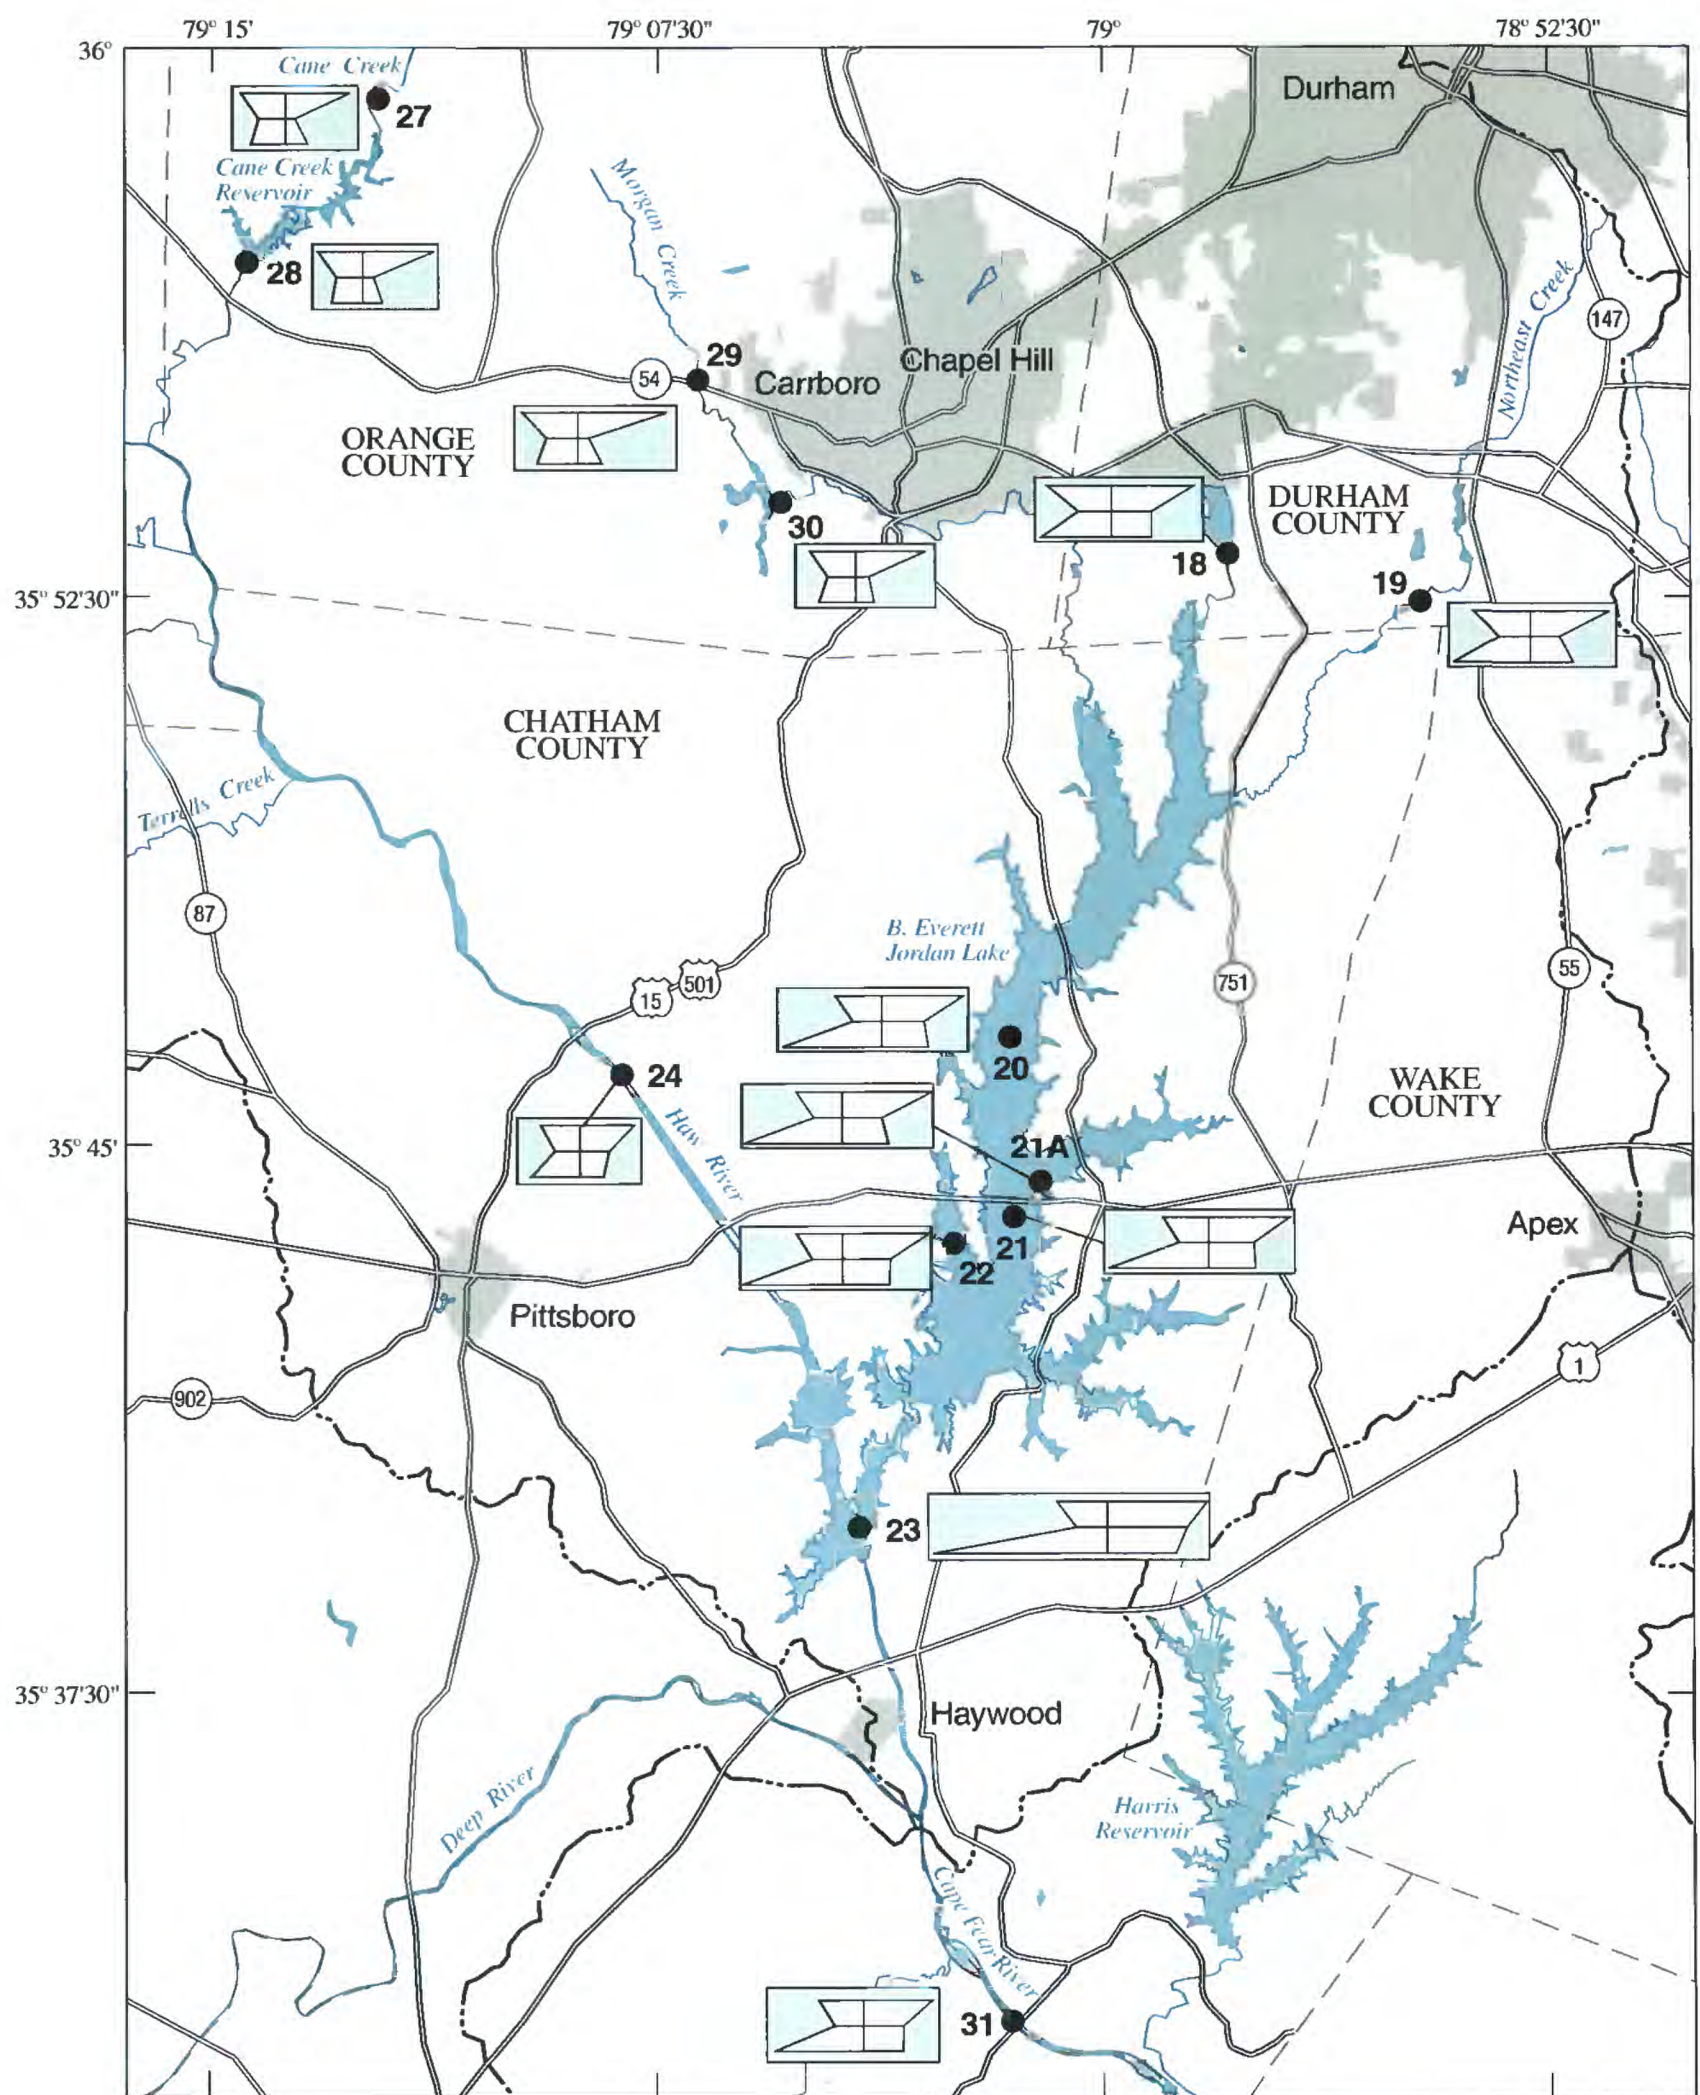 79° 15'
79° 07'30"
79°
78° 52'30"
36°
Cane Creek
27
Durham
Cane Creek
Reservoir
Morgan Creek
28
Northeast Creek
147
29
54
Carrboro
Chapel Hill
ORANGE
COUNTY
30
DURHAM
COUNTY
18
19
35° 52'30"
CHATHAM
COUNTY
Terrells Creek
87
B. Everett
Jordan Lake
501
15
751
55
20
24
WAKE
COUNTY
Haw River
35° 45'
21A
21
22
Apex
Pittsboro
1
902
23
35° 37'30"
Haywood
Deep River
Harris
Reservoir
Cape Fear River
31